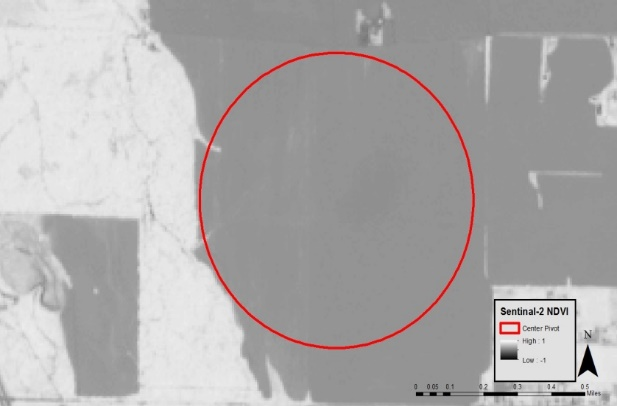 Sentinal-2 NDVI
Center Pivot
High : 1
Low : -1
N
0 0.05 0.1 0.2 0.3 0.4 0.5
Miles